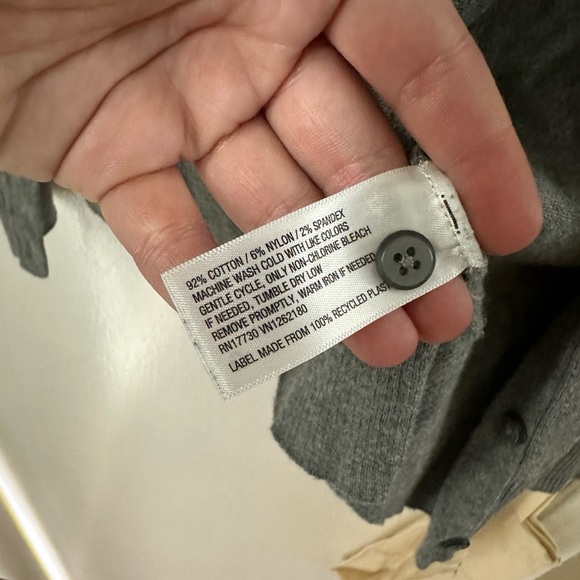 92% COTTON / 6% NYLON / 2% SPANDEX
MACHINE WASH COLD WITH LIKE COLORS
GENTLE CYCLE, ONLY NON-CHLORINE BLEACH
IF NEEDED, TUMBLE DRY LOW
REMOVE PROMPTLY, WARM IRON IF NEEDED
RN17730 VN1262180
LABEL MADE FROM 100% RECYCLED PLAST